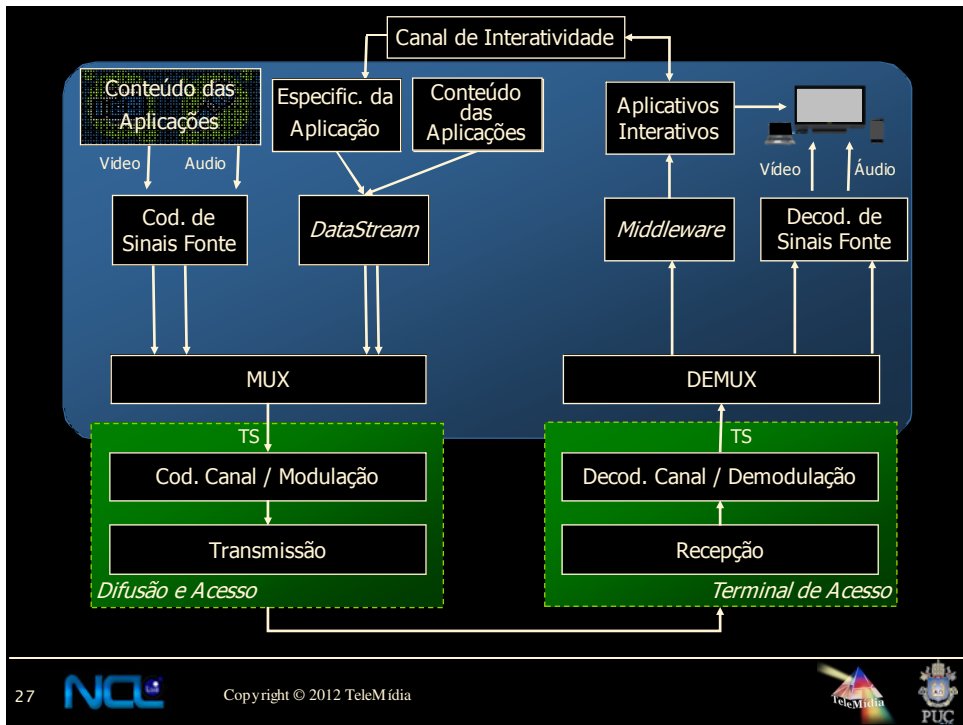 Canal de Interatividade
Conteúdo das
Aplicações
Especific. da
Aplicação
Conteúdo
das
Aplicações
Aplicativos
Interativos
Video
Audio
Vídeo
Áudio
Cod. de
Sinais Fonte
DataStream
Middleware
Decod. de
Sinais Fonte
MUX
DEMUX
TS
TS
Cod. Canal / Modulação
Decod. Canal / Demodulação
Transmissão
Recepção
Difusão e Acesso
Terminal de Acesso
27
NCL
Copyright © 2012 TeleMídia
TeleMídia
PUC